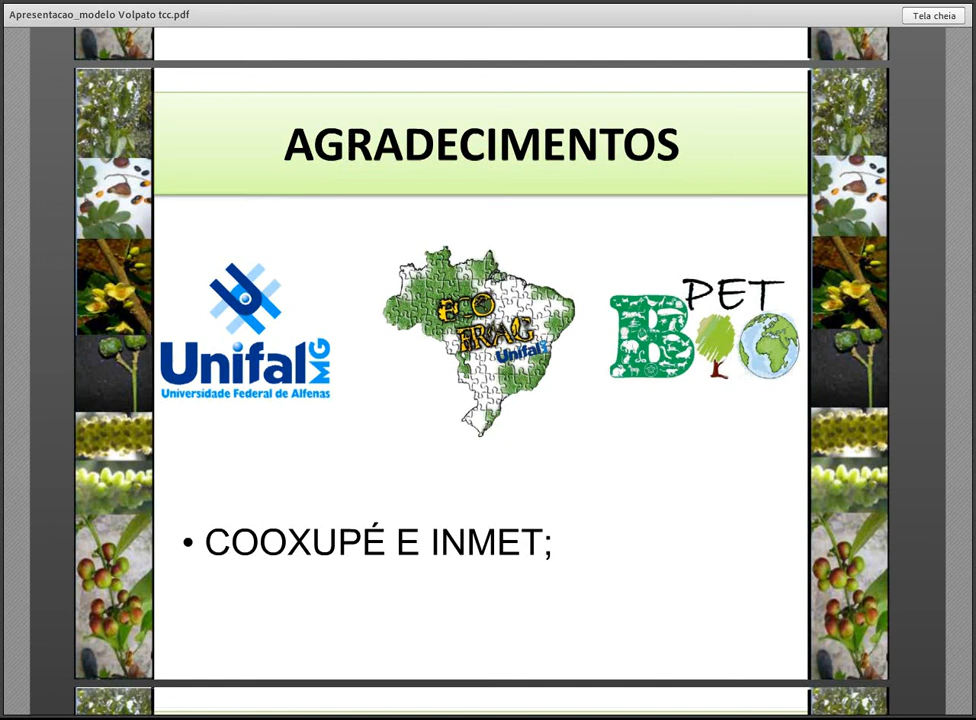 Apresentacao_modelo Volpato tcc.pdf
Tela cheia
AGRADECIMENTOS
Unifal MG
Universidade Federal de Alfenas
ECO
FRAG
Unifal
PET
BIO
• COOXUPÉ E INMET;